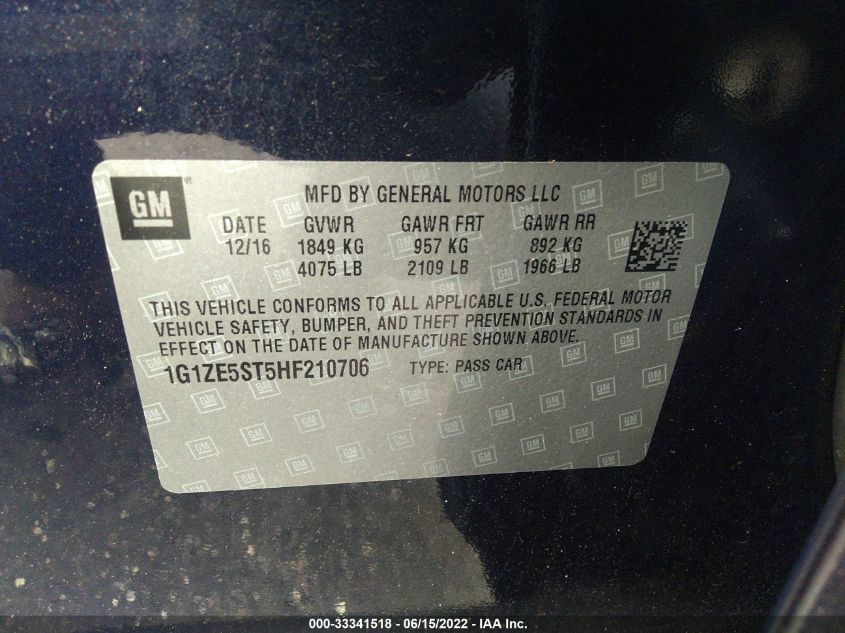 GM
MFD BY GENERAL MOTORS LLC
DATE GVWR GAWR FRT GAWR RR
12/16 1849 KG 957 KG 892 KG
4075 LB 2109 LB 1966 LB
THIS VEHICLE CONFORMS TO ALL APPLICABLE U.S. FEDERAL MOTOR
VEHICLE SAFETY, BUMPER, AND THEFT PREVENTION STANDARDS IN
EFFECT ON THE DATE OF MANUFACTURE SHOWN ABOVE.
1G1ZE5ST5HF210706 TYPE: PASS CAR
000-33341518 - 06/15/2022 - IAA Inc.